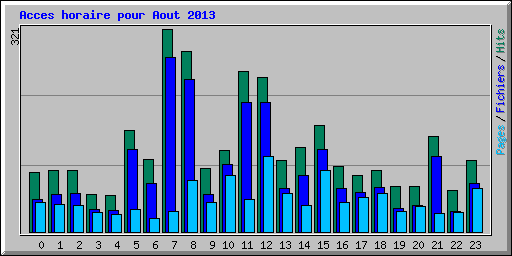 Acces horaire pour Aout 2013
321
Pages / Fichiers / Hits
0 1 2 3 4 5 6 7 8 9 10 11 12 13 14 15 16 17 18 19 20 21 22 23